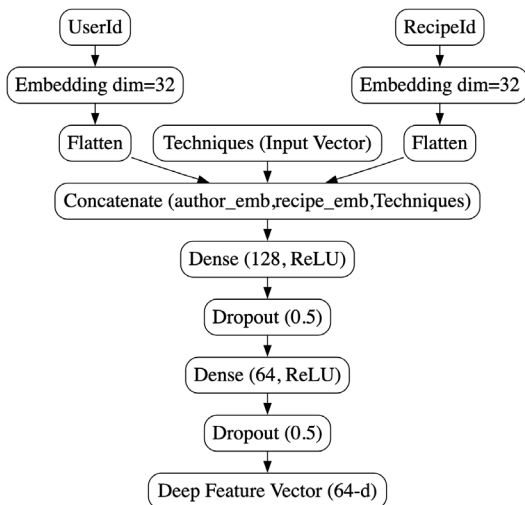 UserId
RecipeId
Embedding dim=32
Embedding dim=32
Flatten
Techniques (Input Vector)
Flatten
Concatenate (author_emb,recipe_emb,Techniques)
Dense (128, ReLU)
Dropout (0.5)
Dense (64, ReLU)
Dropout (0.5)
Deep Feature Vector (64-d)